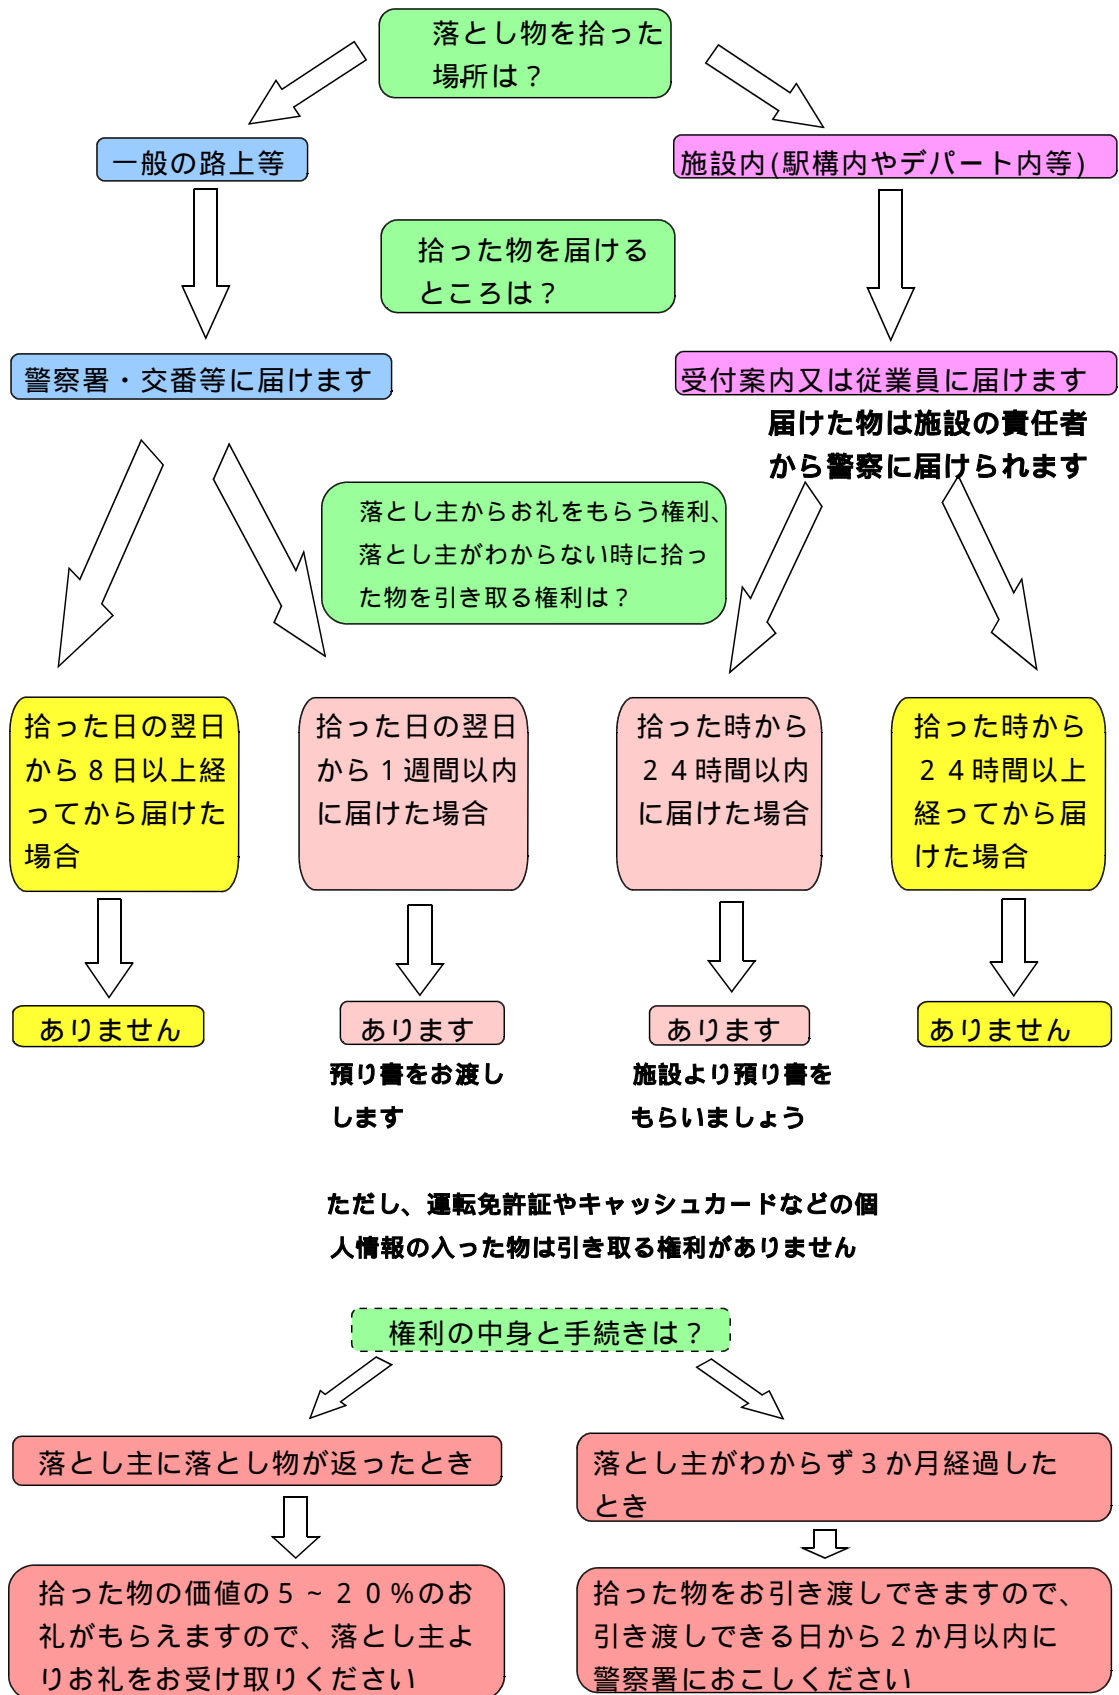 落とし物を拾った
場所は？
一般の路上等
施設内(駅構内やデパート内等)
拾った物を届ける
ところは？
警察署・交番等に届けます
受付案内又は従業員に届けます
届けた物は施設の責任者
から警察に届けられます
落とし主からお礼をもらう権利、
落とし主がわからない時に拾っ
た物を引き取る権利は？
拾った日の翌日
から8日以上経
ってから届けた
場合
拾った日の翌日
から1週間以内
に届けた場合
拾った時から
２４時間以内
に届けた場合
拾った時から
２４時間以上
経ってから届
けた場合
ありません
あります
あります
ありません
預り書をお渡し
します
施設より預り書を
もらいましょう
ただし、運転免許証やキャッシュカードなどの個
人情報の入った物は引き取る権利がありません
権利の中身と手続きは？
落とし主に落とし物が返ったとき
落とし主がわからず３か月経過した
とき
拾った物の価値の５～２０％のお
礼がもらえますので、落とし主よ
りお礼をお受け取りください
拾った物をお引き渡しできますので、
引き渡しできる日から２か月以内に
警察署におこしください